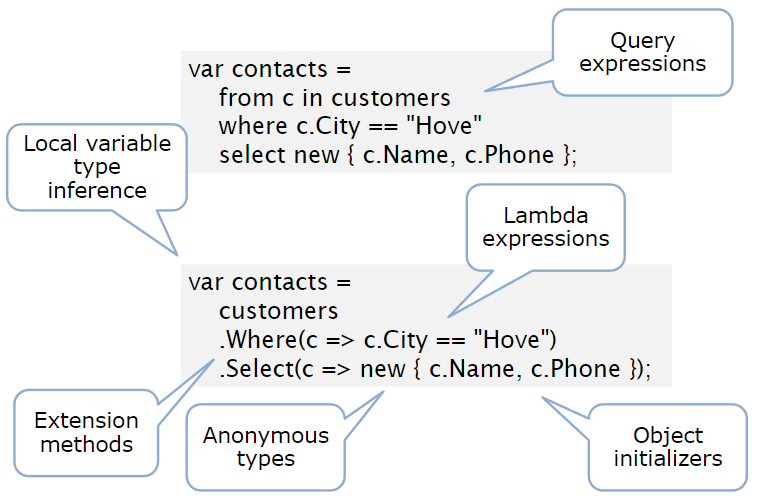 Query
expressions
var contacts =
from c in customers
where c.City == "Hove"
select new { c.Name, c.Phone };
Local variable
type
inference
Lambda
expressions
var contacts =
customers
.Where(c => c.City == "Hove")
.Select(c => new { c.Name, c.Phone });
Extension
methods
Anonymous
types
Object
initializers